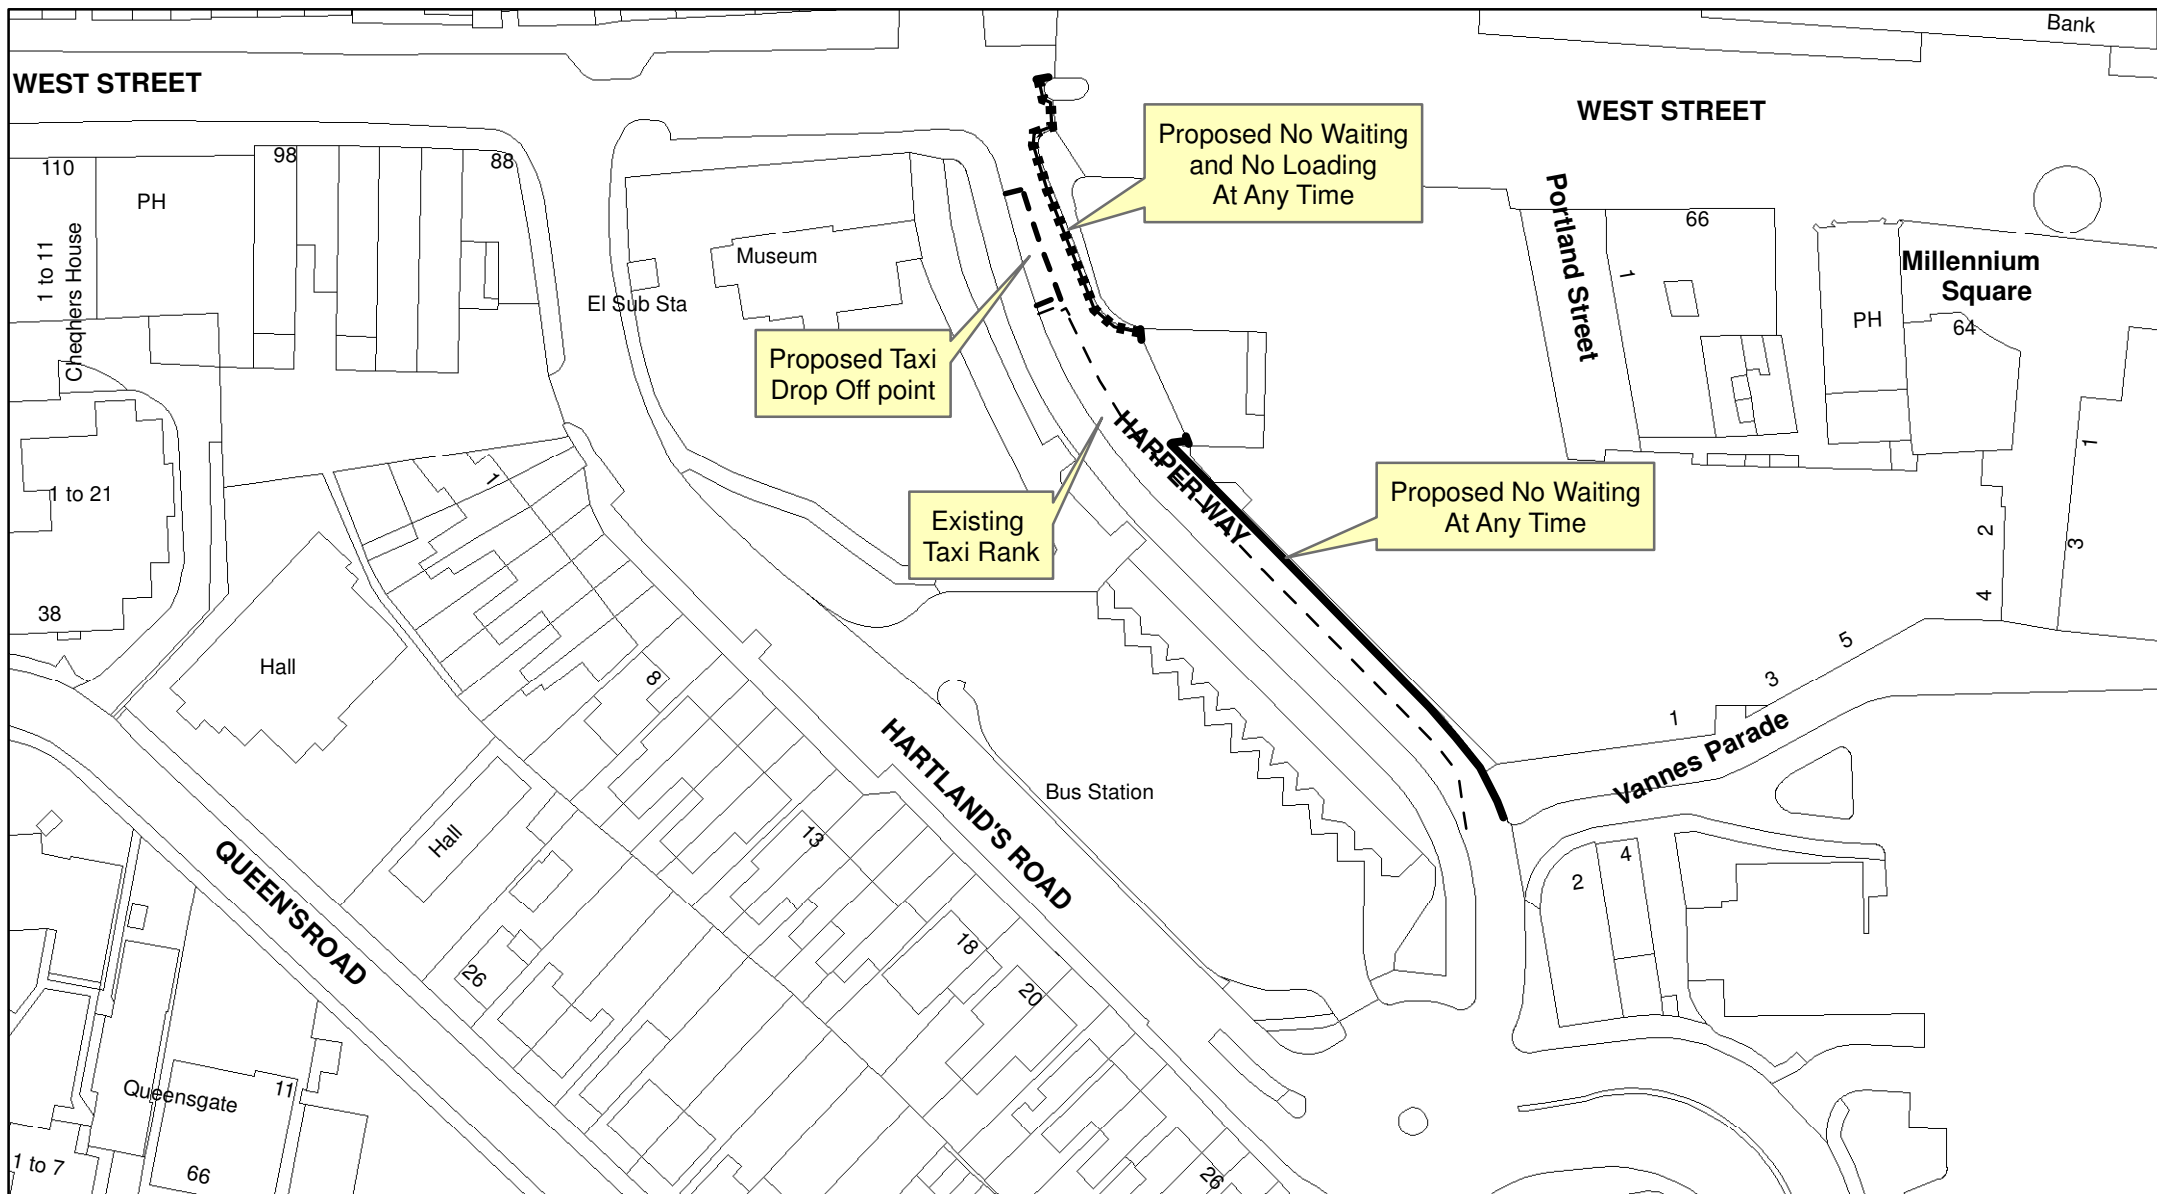 Bank
WEST STREET
WEST STREET
Proposed No Waiting
and No Loading
At Any Time
110
98
88
PH
1 to 11
Cheqhers House
Museum
El Sub Sta
Portland Street
66
1
PH
Millennium
Square
64
Proposed Taxi
Drop Off point
HARPER WAY
1 to 21
1
Existing
Taxi Rank
Proposed No Waiting
At Any Time
1
2
3
4
38
Hall
8
5
3
1
Vannes Parade
HARTLAND'S ROAD
Bus Station
Hall
13
QUEEN'S ROAD
2
4
26
18
20
Queensgate
11
1 to 7
66
26